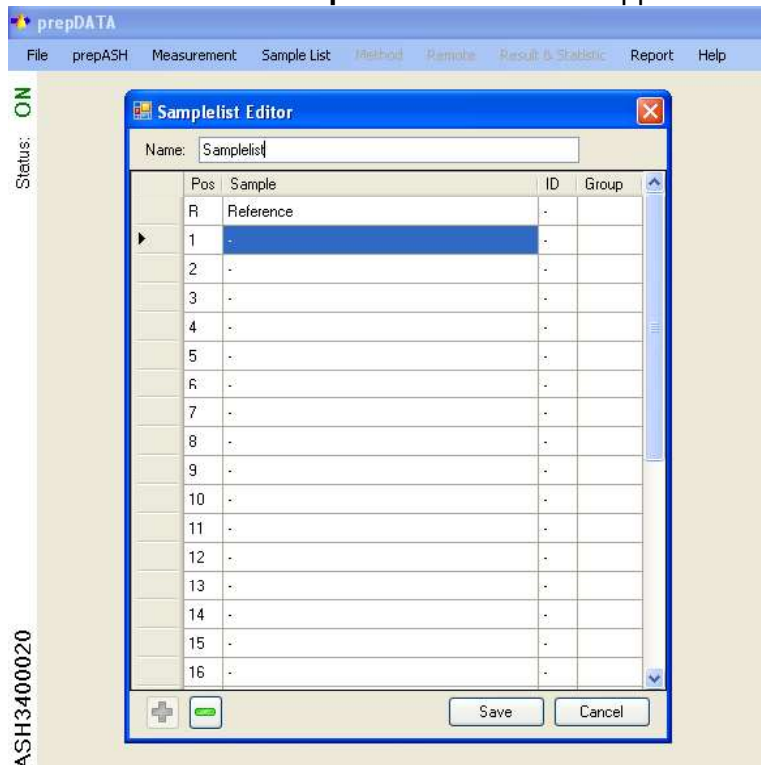 prepDATA
File prepASH Measurement Sample List Method Remote Result & Statistic Report Help
Status: ON
Samplelist Editor
Name: Samplelist
Pos Sample ID Group
R Reference -
1 - -
2 - -
3 - -
4 - -
5 - -
6 - -
7 - -
8 - -
9 - -
10 - -
11 - -
12 - -
13 - -
14 - -
15 - -
16 - -
Save Cancel
ASH3400020